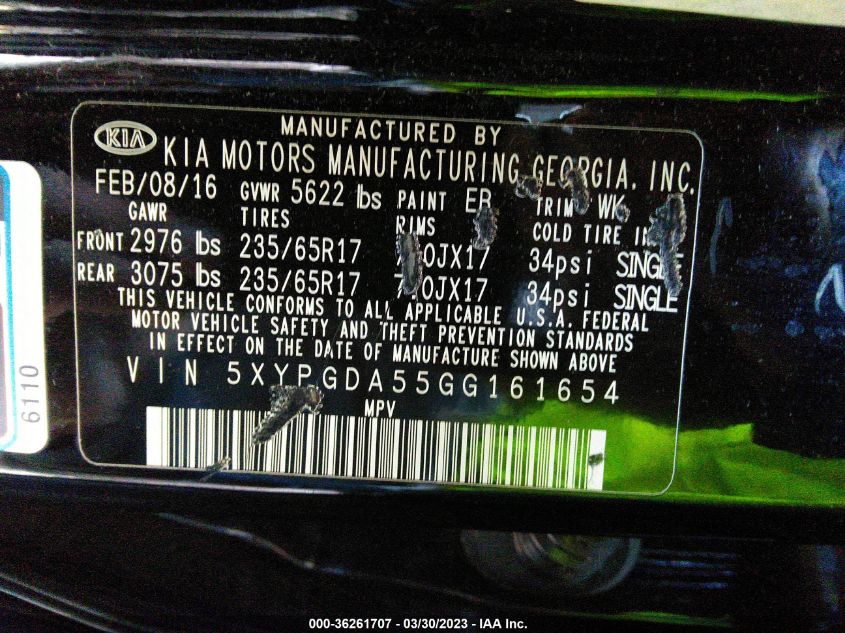 MANUFACTURED BY
KIA KIA MOTORS MANUFACTURING GEORGIA, INC.
FEB/08/16 GVWR 5622 lbs PAINT TRIM WK
GAWR TIRES RIMS COLD TIRE
FRONT 2976 lbs 235/65R17 34psi SINGLE
REAR 3075 lbs 235/65R17 34psi SINGLE
THIS VEHICLE CONFORMS TO ALL APPLICABLE U.S.A. FEDERAL
MOTOR VEHICLE SAFETY AND THEFT PREVENTION STANDARDS
IN EFFECT ON THE DATE OF MANUFACTURE SHOWN ABOVE
VIN 5XYPGDA55GG161654
MPV
6110
000-36261707 - 03/30/2023 - IAA Inc.